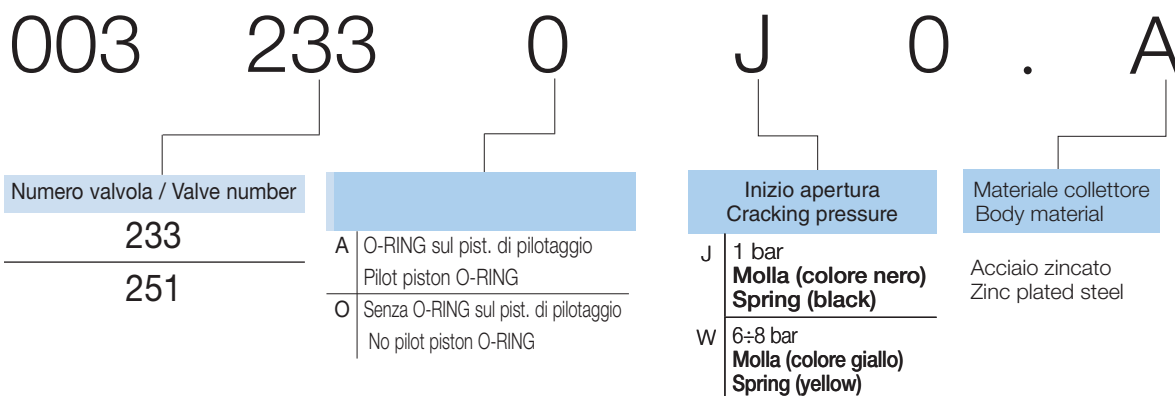 003 233 0 J 0 . A
Numero valvola / Valve number
233
251
A O-RING sul pist. di pilotaggio
Pilot piston O-RING
O Senza O-RING sul pist. di pilotaggio
No pilot piston O-RING
Inizio apertura
Cracking pressure
J 1 bar
Molla (colore nero)
Spring (black)
W 6÷8 bar
Molla (colore giallo)
Spring (yellow)
Materiale collettore
Body material
Acciaio zincato
Zinc plated steel